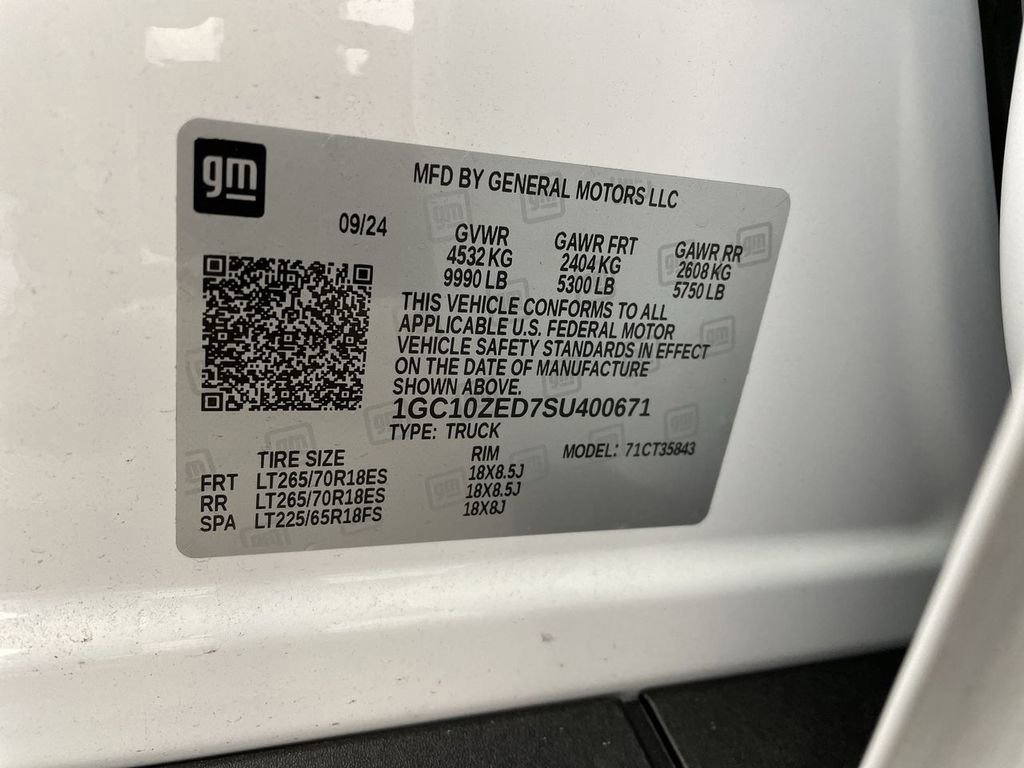 gm
MFD BY GENERAL MOTORS LLC
09/24
GVWR GAWR FRT GAWR RR
4532 KG 2404 KG 2608 KG
9990 LB 5300 LB 5750 LB
THIS VEHICLE CONFORMS TO ALL
APPLICABLE U.S. FEDERAL MOTOR
VEHICLE SAFETY STANDARDS IN EFFECT
ON THE DATE OF MANUFACTURE
SHOWN ABOVE.
1GC10ZED7SU400671
TYPE: TRUCK
MODEL: 71CT35843
TIRE SIZE RIM
FRT LT265/70R18ES 18X8.5J
RR LT265/70R18ES 18X8.5J
SPA LT225/65R18FS 18X8J